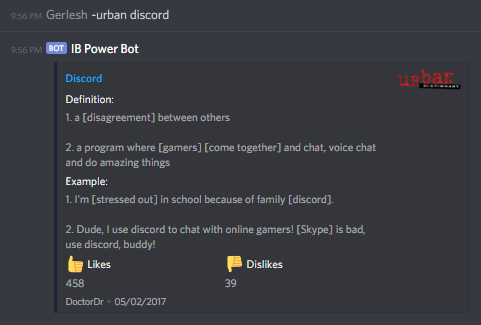 9:56 PM Gerlesh -urban discord
9:56 PM BOT IB Power Bot
Discord
urban
DICTIONARY
Definition:
1. a [disagreement] between others
2. a program where [gamers] [come together] and chat, voice chat
and do amazing things
Example:
1. I'm [stressed out] in school because of family [discord].
2. Dude, I use discord to chat with online gamers! [Skype] is bad,
use discord, buddy!
Likes Dislikes
458 39
DoctorDr • 05/02/2017